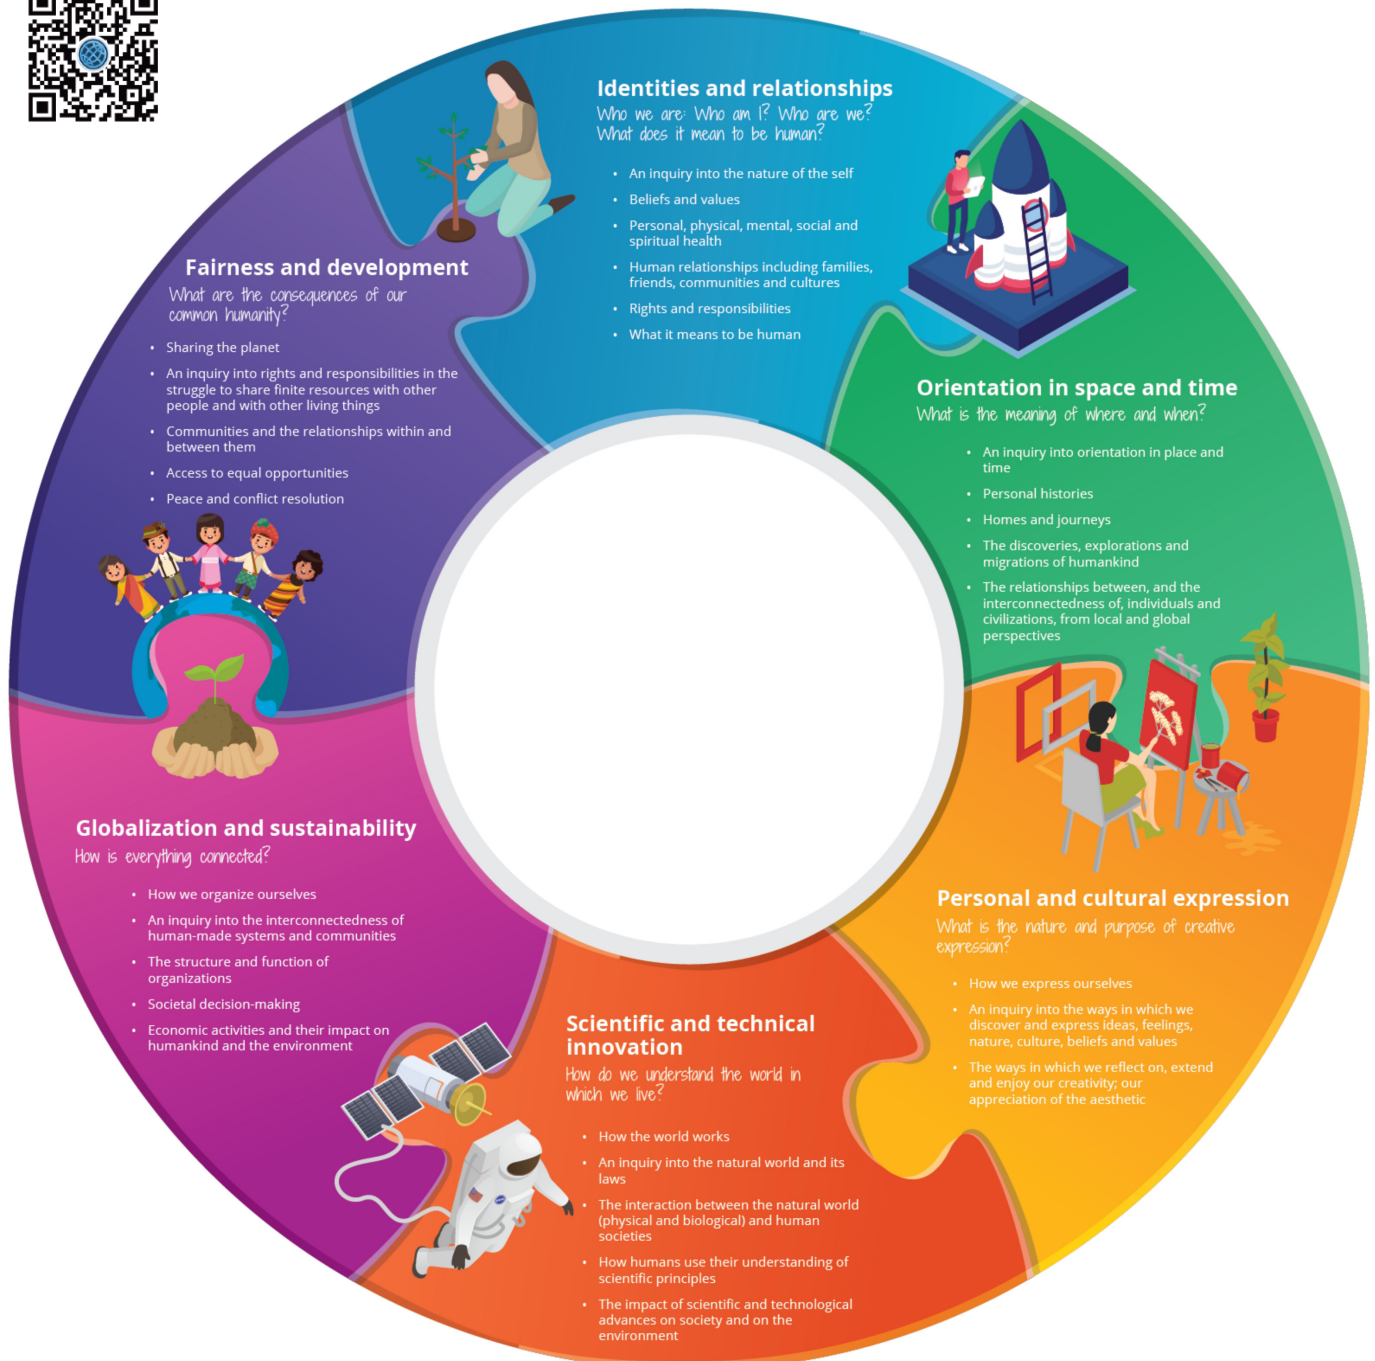 Identities and relationships
Who we are: Who am I? Who are we?
What does it mean to be human?
• An inquiry into the nature of the self
• Beliefs and values
• Personal, physical, mental, social and
spiritual health
• Human relationships including families,
friends, communities and cultures
• Rights and responsibilities
• What it means to be human
Orientation in space and time
What is the meaning of where and when?
• An inquiry into orientation in place and
time
• Personal histories
• Homes and journeys
• The discoveries, explorations and
migrations of humankind
• The relationships between, and the
interconnectedness of, individuals and
civilizations, from local and global
perspectives
Personal and cultural expression
What is the nature and purpose of creative
expression?
• How we express ourselves
• An inquiry into the ways in which we
discover and express ideas, feelings,
nature, culture, beliefs and values
• The ways in which we reflect on, extend
and enjoy our creativity; our
appreciation of the aesthetic
Scientific and technical
innovation
How do we understand the world in
which we live?
• How the world works
• An inquiry into the natural world and its
laws
• The interaction between the natural world
(physical and biological) and human
societies
• How humans use their understanding of
scientific principles
• The impact of scientific and technological
advances on society and on the
environment
Globalization and sustainability
How is everything connected?
• How we organize ourselves
• An inquiry into the interconnectedness of
human-made systems and communities
• The structure and function of
organizations
• Societal decision-making
• Economic activities and their impact on
humankind and the environment
Fairness and development
What are the consequences of our
common humanity?
• Sharing the planet
• An inquiry into rights and responsibilities in the
struggle to share finite resources with other
people and with other living things
• Communities and the relationships within and
between them
• Access to equal opportunities
• Peace and conflict resolution